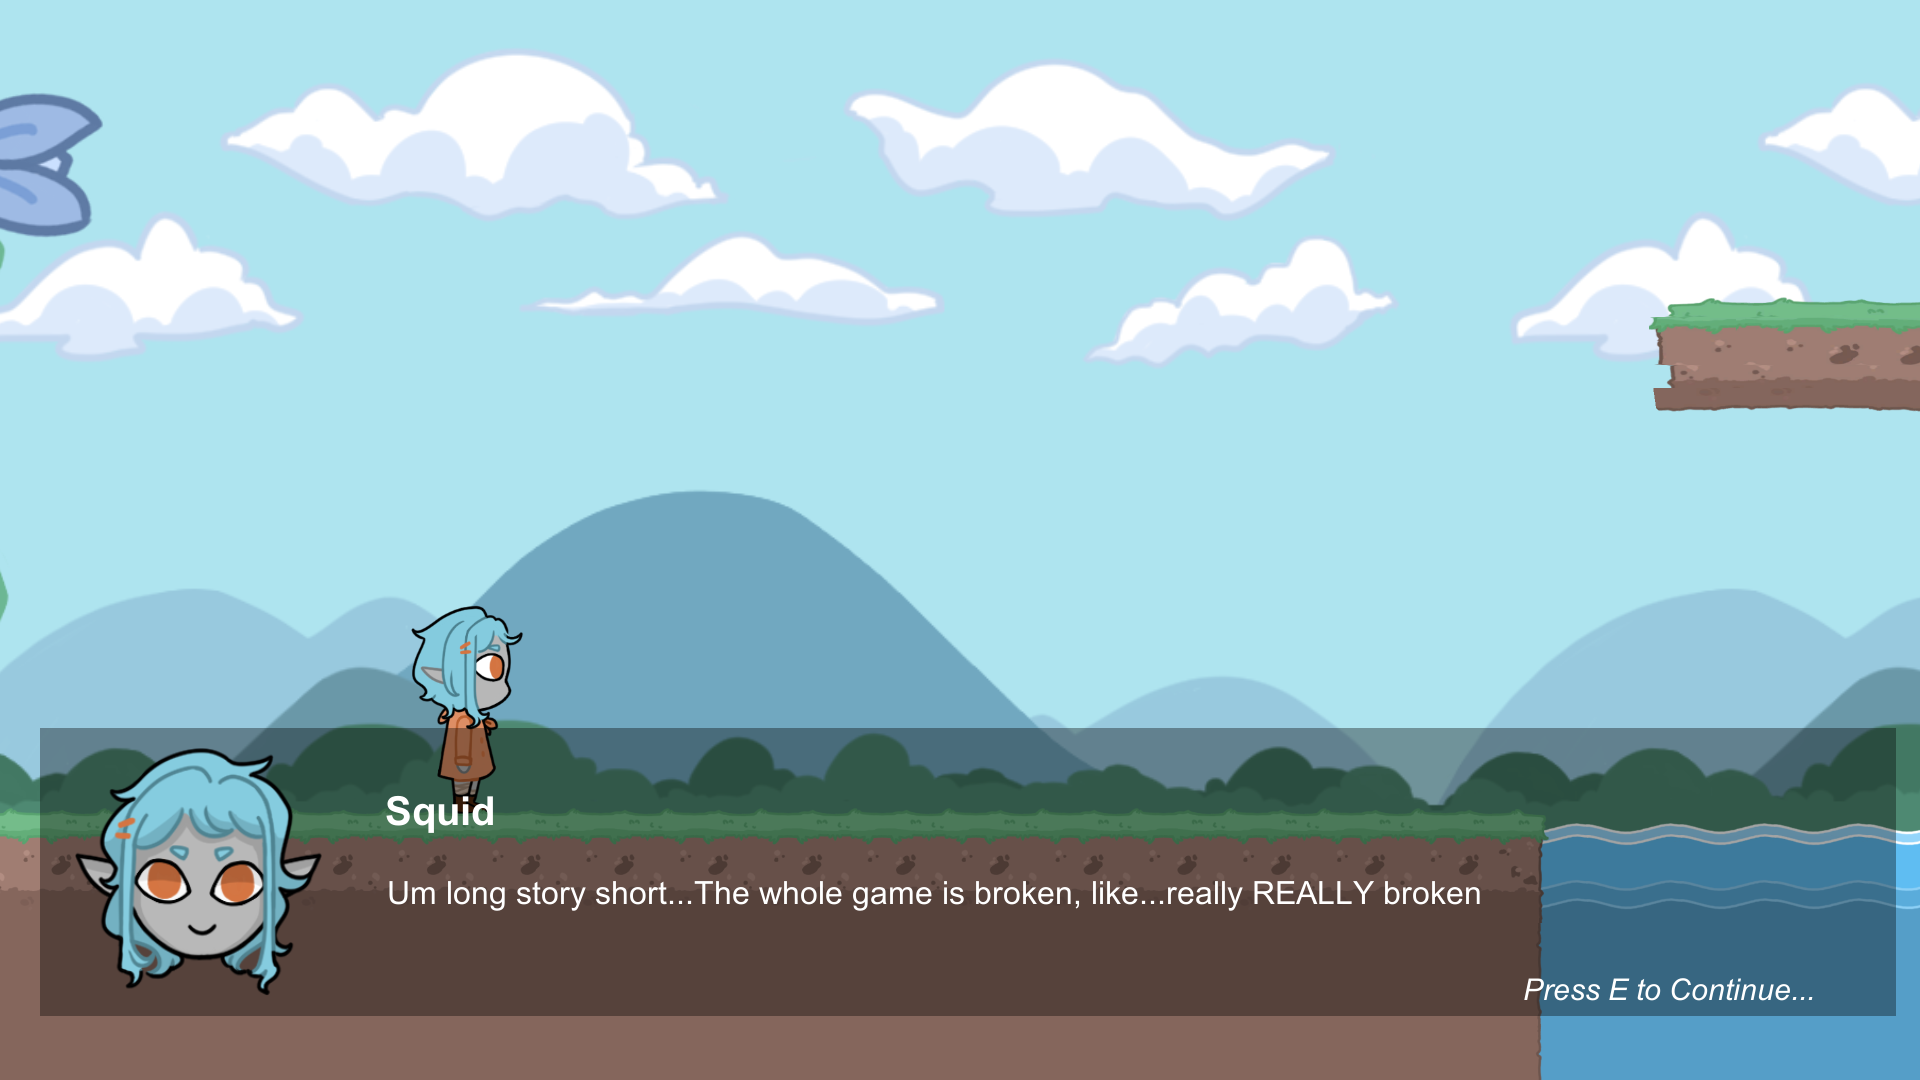 Squid
Um long story short...The whole game is broken, like...really REALLY broken
Press E to Continue...